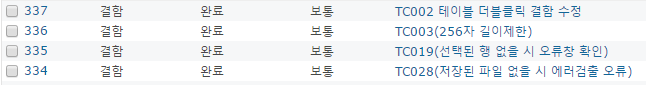 337 결함 완료 보통 TC002 테이블 더블클릭 결함 수정
336 결함 완료 보통 TC003(256자 길이제한)
335 결함 완료 보통 TC019(선택된 행 없을 시 오류창 확인)
334 결함 완료 보통 TC028(저장된 파일 없을 시 에러검출 오류)